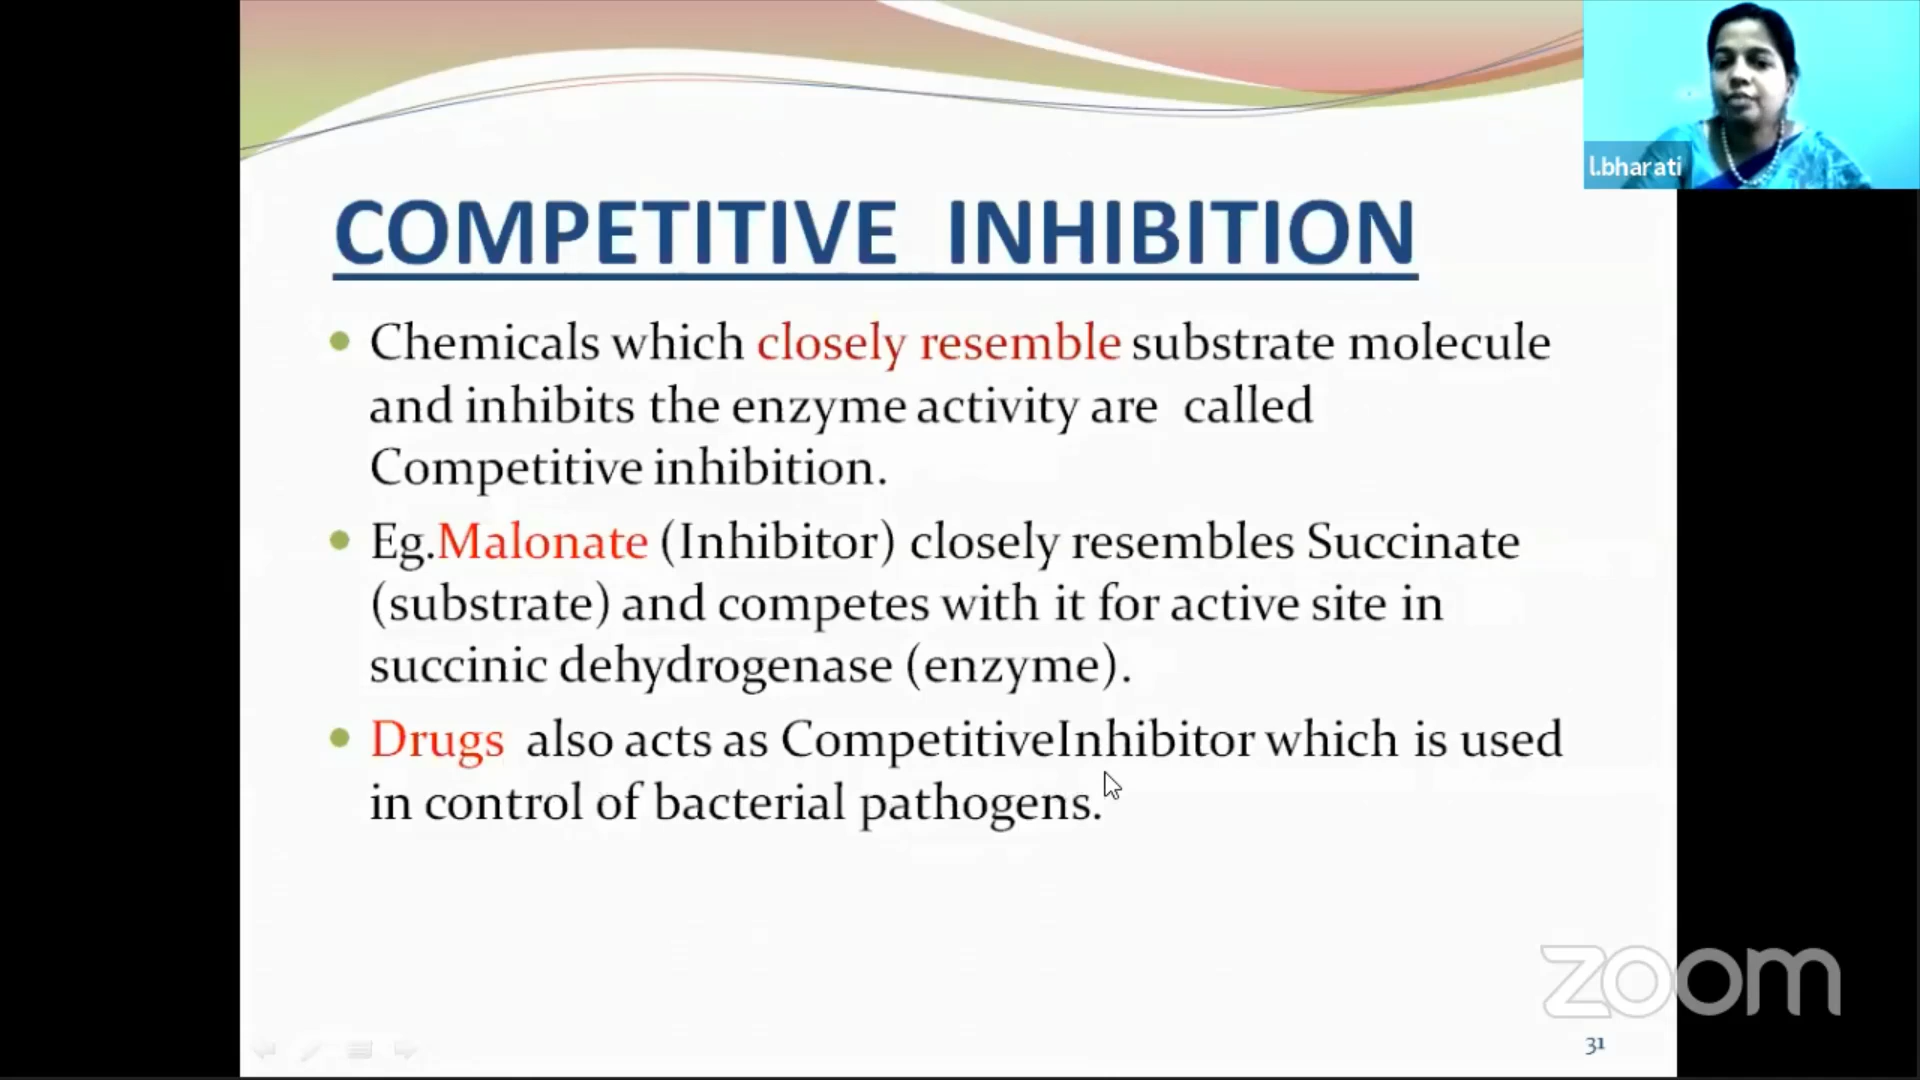 l.bharati
COMPETITIVE INHIBITION
Chemicals which closely resemble substrate molecule
and inhibits the enzyme activity are called
Competitive inhibition.
Eg.Malonate (Inhibitor) closely resembles Succinate
(substrate) and competes with it for active site in
succinic dehydrogenase (enzyme).
Drugs also acts as CompetitiveInhibitor which is used
in control of bacterial pathogens.
zoom
31